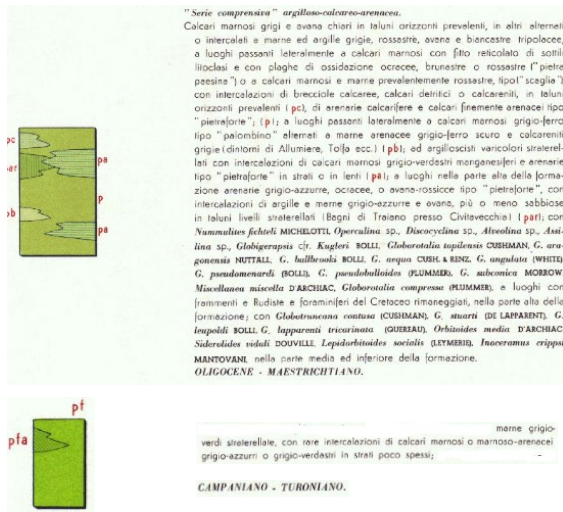 "Serie comprensiva" argilloso-calcareo-arenacea.
Calcari marnosi grigi e avana chiari in taluni orizzonti prevalenti, in altri alternati
o intercalati a marne ed argille grigie, rossastre, avana e biancastre tripolacee,
a luoghi passanti lateralmente a calcari marnosi con fitto reticolato di sottili
litoclasi e con plaghe di ossidazione ocracee, brunastre o rossastre ("pietra
paesina") o a calcari marnosi e marne prevalentemente rossastre, tipo("scaglia")
con intercalazioni di brecciole calcaree, calcari detritici o calcareniti, in taluni
orizzonti prevalenti (pc), di arenarie calcarifere e calcari finemente arenacei tipo
"pietraforte"; (p); a luoghi passanti lateralmente a calcari marnosi grigio-ferro
tipo "palombino" alternati a marne arenacee grigio-ferro scuro e calcareniti
grigie (dintorni di Allumiere, Tolfa ecc.) (pb); ad argilloscisti varicolori straterel-
lati con intercalazioni di calcari marnosi grigio-verdastri manganesiferi e arenarie
tipo "pietraforte" in strati o in lenti (pa); a luoghi nella parte alta della forma-
zione arenarie grigio-azzurre, ocracee, o avana-rossicce tipo "pietraforte", con
intercalazioni di argille e marne grigio-azzurre e avana, più o meno sabbiose
in taluni livelli straterellati (Bagni di Traiano presso Civitavecchia) (par); con
Nummulites fichteli MICHELOTTI, Operculina sp., Discocyclina sp., Alveolina sp., Assi-
lina sp., Globigerapsis cfr. Kugleri BOLLI, Globorotalia topilensis CUSHMAN, G. ara-
gonensis NUTTALL, G. bullbrooki BOLLI, G. aequa CUSH. & RENZ, G. angulata (WHITE)
G. pseudomenardi (BOLLI), G. pseudobulloides (PLUMMER), G. subconica MORROW
Miscellanea miscella D'ARCHIAC, Globorotalia compressa (PLUMMER), a luoghi con
frammenti e Rudiste e foraminiferi del Cretaceo rimaneggiati, nella parte alta della
formazione; con Globotruncana contusa (CUSHMAN), G. stuarti (DE LAPPARENT), G.
leupoldi BOLLI, G. lapparenti tricarinata (QUEREAU), Orbitoides media D'ARCHIAC
Siderolides vidali DOUVILLE, Lepidorbitoides socialis (LEYMERIE), Inoceramus crippsi
MANTOVANI, nella parte media ed inferiore della formazione.
OLIGOCENE - MAESTRICHTIANO.
pc
ar
pb
pa
p
pa
pf
pfa
marne grigio-
verdi straterellate, con rare intercalazioni di calcari marnosi o marnoso-arenacei
grigio-azzurri o grigio-verdastri in strati poco spessi;
CAMPANIANO - TURONIANO.